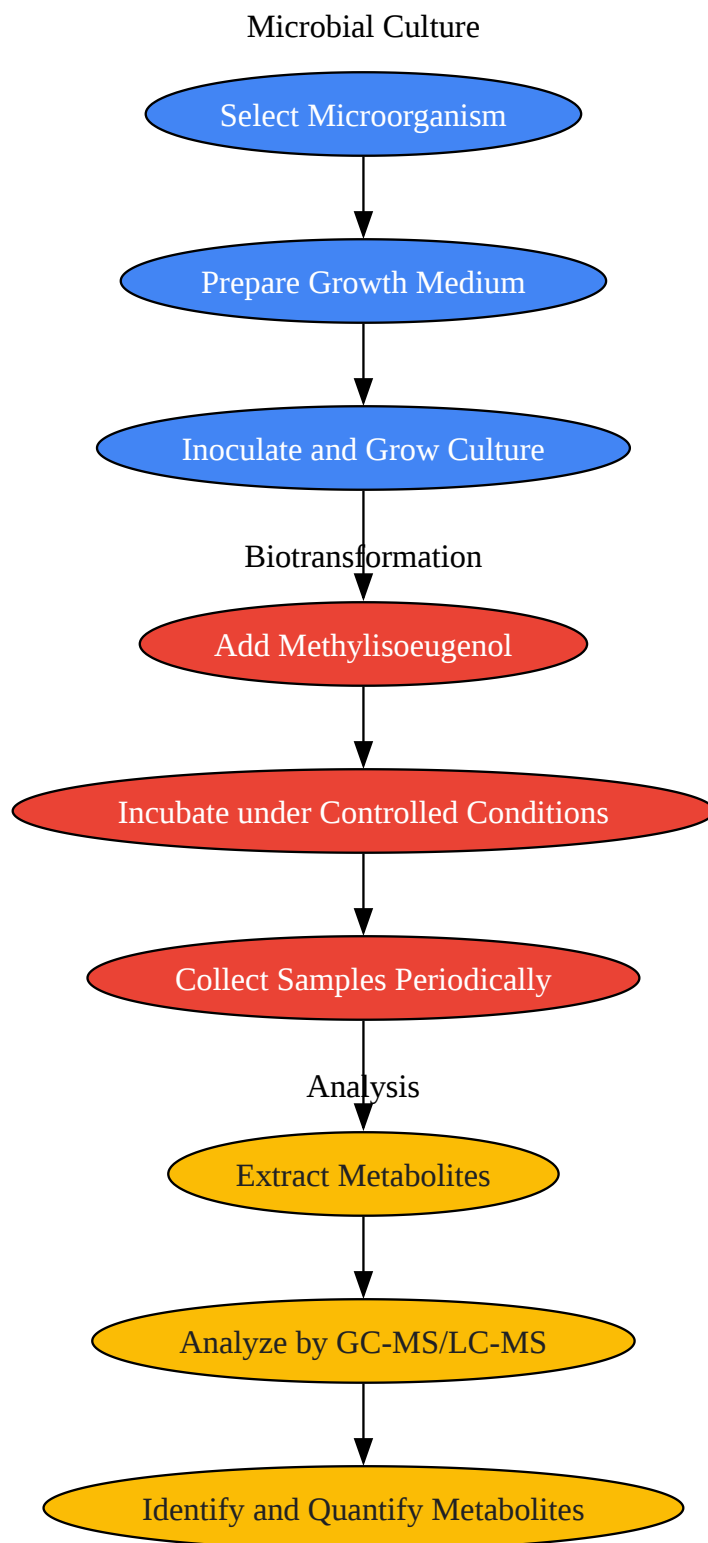 Microbial Culture
Select Microorganism
Prepare Growth Medium
Inoculate and Grow Culture
Biotransformation
Add Methylisoeugenol
Incubate under Controlled Conditions
Collect Samples Periodically
Analysis
Extract Metabolites
Analyze by GC-MS/LC-MS
Identify and Quantify Metabolites